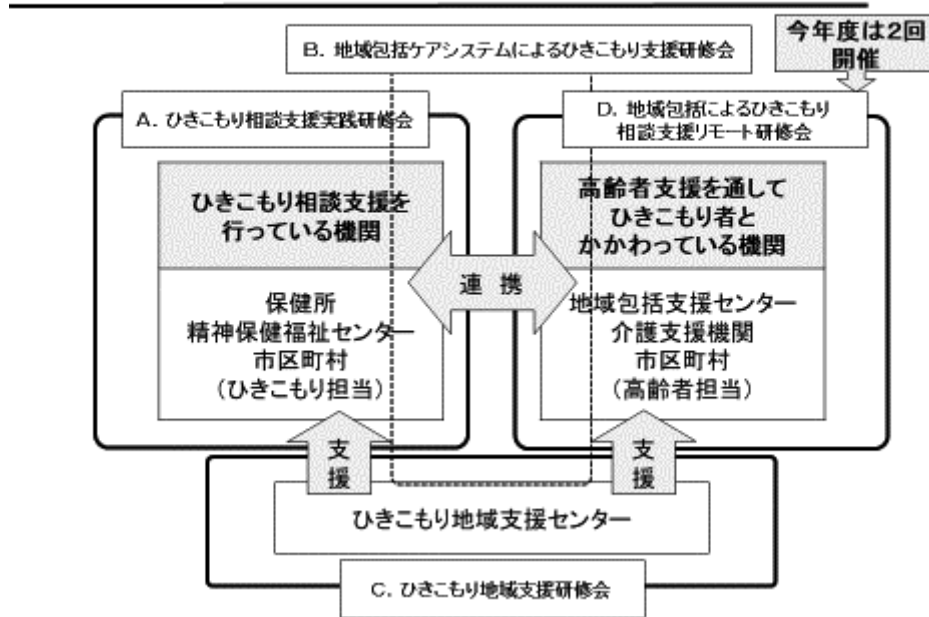 今年度は2回
開催
B．地域包括ケアシステムによるひきこもり支援研修会
A．ひきこもり相談支援実践研修会
D．地域包括によるひきこもり
相談支援リモート研修会
ひきこもり相談支援を
行っている機関
高齢者支援を通して
ひきこもり者と
かかわっている機関
連携
保健所
精神保健福祉センター
市区町村
（ひきこもり担当）
地域包括支援センター
介護支援機関
市区町村
（高齢者担当）
支
援
支
援
ひきこもり地域支援センター
C．ひきこもり地域支援研修会